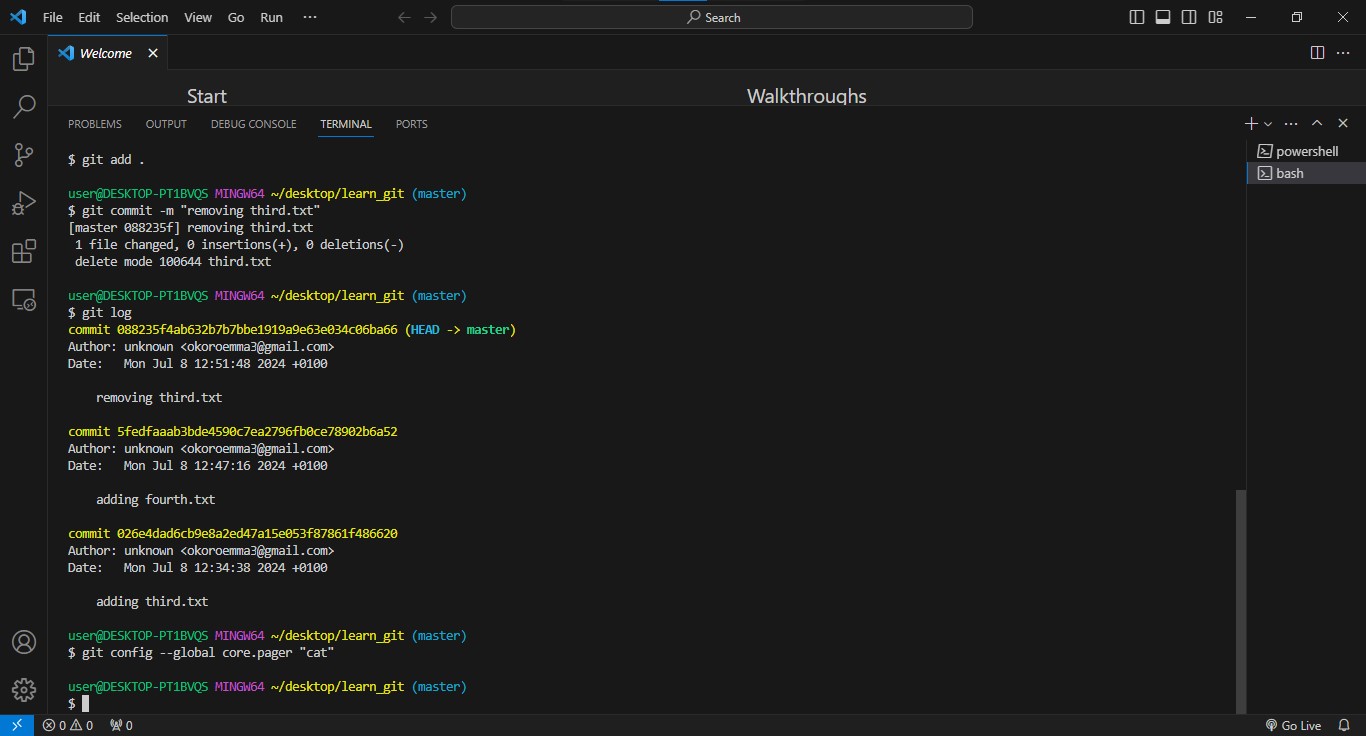 File Edit Selection View Go Run ···
Search
Welcome
Start
Walkthroughs
PROBLEMS OUTPUT DEBUG CONSOLE TERMINAL PORTS
powershell
bash
$ git add .
user@DESKTOP-PT1BVQS MINGW64 ~/desktop/learn_git (master)
$ git commit -m "removing third.txt"
[master 088235f] removing third.txt
1 file changed, 0 insertions(+), 0 deletions(-)
delete mode 100644 third.txt
user@DESKTOP-PT1BVQS MINGW64 ~/desktop/learn_git (master)
$ git log
commit 088235f4ab632b7b7bbe1919a9e63e034c06ba66 (HEAD -> master)
Author: unknown <okoroemma3@gmail.com>
Date:   Mon Jul 8 12:51:48 2024 +0100
removing third.txt
commit 5fedfaaab3bde4590c7ea2796fb0ce78902b6a52
Author: unknown <okoroemma3@gmail.com>
Date:   Mon Jul 8 12:47:16 2024 +0100
adding fourth.txt
commit 026e4dad6cb9e8a2ed47a15e053f87861f486620
Author: unknown <okoroemma3@gmail.com>
Date:   Mon Jul 8 12:34:38 2024 +0100
adding third.txt
user@DESKTOP-PT1BVQS MINGW64 ~/desktop/learn_git (master)
$ git config --global core.pager "cat"
user@DESKTOP-PT1BVQS MINGW64 ~/desktop/learn_git (master)
$
0 0 0 Go Live